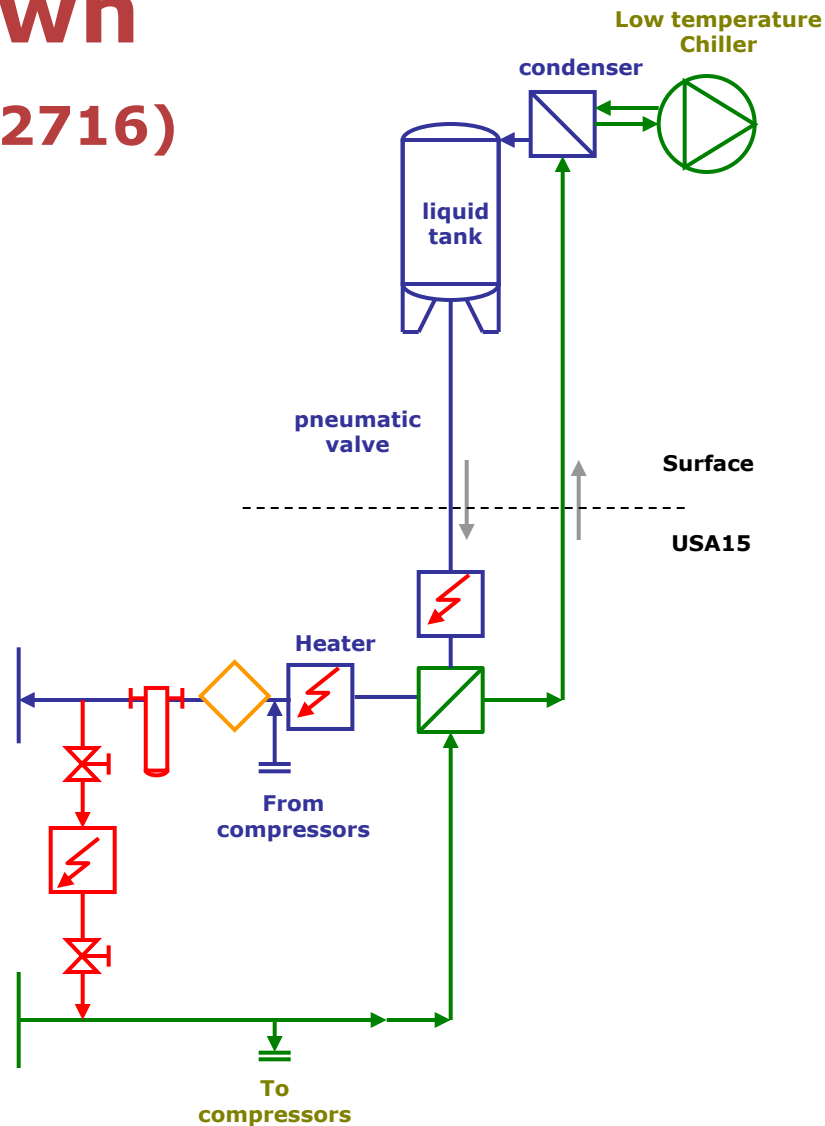 wn
2716)
Low temperature
Chiller
condenser
liquid
tank
pneumatic
valve
Surface
USA15
Heater
From
compressors
To
compressors